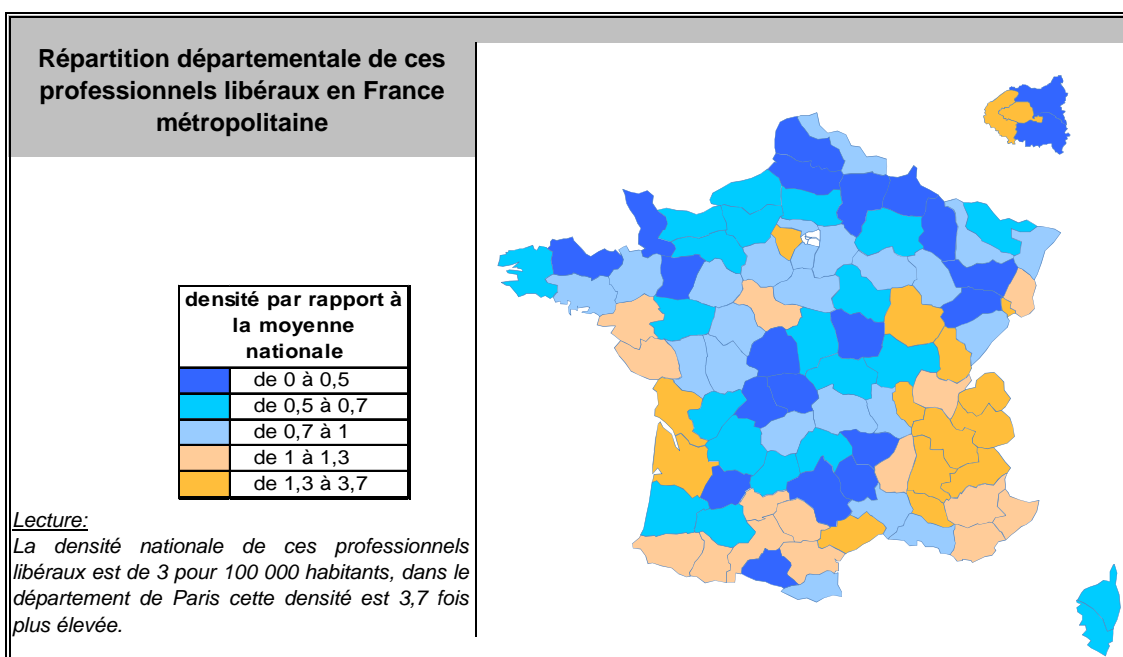 Répartition départementale de ces
professionnels libéraux en France
métropolitaine
densité par rapport à
la moyenne
nationale
de 0 à 0,5
de 0,5 à 0,7
de 0,7 à 1
de 1 à 1,3
de 1,3 à 3,7
Lecture:
La densité nationale de ces professionnels
libéraux est de 3 pour 100 000 habitants, dans le
département de Paris cette densité est 3,7 fois
plus élevée.